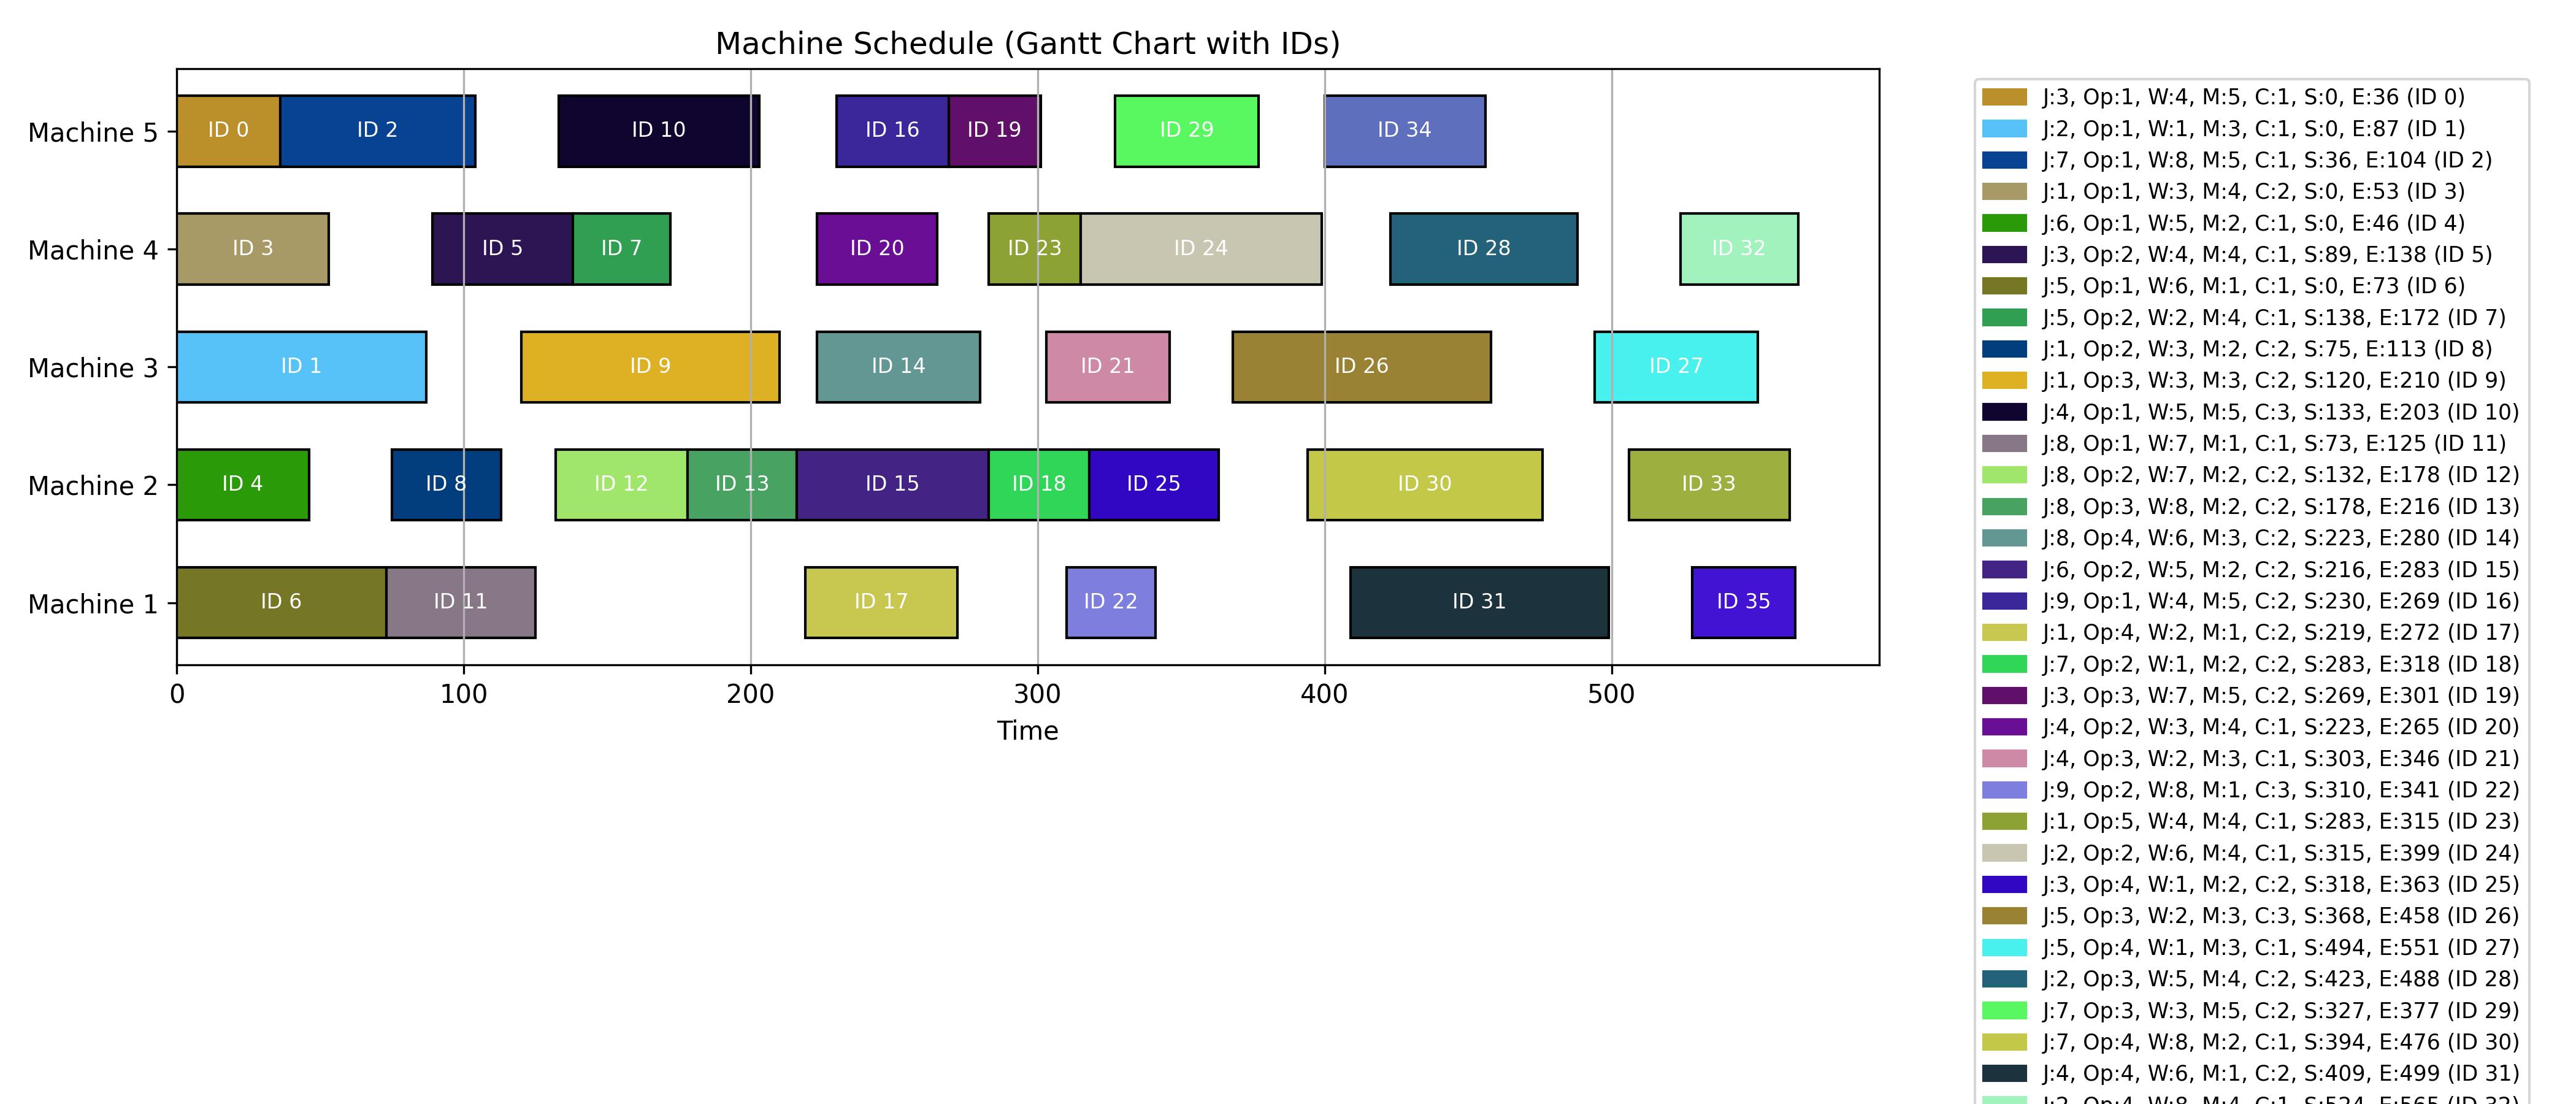 Machine Schedule (Gantt Chart with IDs)
Machine 5
ID 0
ID 2
ID 10
ID 16
ID 19
ID 29
ID 34
Machine 4
ID 3
ID 5
ID 7
ID 20
ID 23
ID 24
ID 28
ID 32
Machine 3
ID 1
ID 9
ID 14
ID 21
ID 26
ID 27
Machine 2
ID 4
ID 8
ID 12
ID 13
ID 15
ID 18
ID 25
ID 30
ID 33
Machine 1
ID 6
ID 11
ID 17
ID 22
ID 31
ID 35
0 100 200 300 400 500
Time
J:3, Op:1, W:4, M:5, C:1, S:0, E:36 (ID 0)
J:2, Op:1, W:1, M:3, C:1, S:0, E:87 (ID 1)
J:7, Op:1, W:8, M:5, C:1, S:36, E:104 (ID 2)
J:1, Op:1, W:3, M:4, C:2, S:0, E:53 (ID 3)
J:6, Op:1, W:5, M:2, C:1, S:0, E:46 (ID 4)
J:3, Op:2, W:4, M:4, C:1, S:89, E:138 (ID 5)
J:5, Op:1, W:6, M:1, C:1, S:0, E:73 (ID 6)
J:5, Op:2, W:2, M:4, C:1, S:138, E:172 (ID 7)
J:1, Op:2, W:3, M:2, C:2, S:75, E:113 (ID 8)
J:1, Op:3, W:3, M:3, C:2, S:120, E:210 (ID 9)
J:4, Op:1, W:5, M:5, C:3, S:133, E:203 (ID 10)
J:8, Op:1, W:7, M:1, C:1, S:73, E:125 (ID 11)
J:8, Op:2, W:7, M:2, C:2, S:132, E:178 (ID 12)
J:8, Op:3, W:8, M:2, C:2, S:178, E:216 (ID 13)
J:8, Op:4, W:6, M:3, C:2, S:223, E:280 (ID 14)
J:6, Op:2, W:5, M:2, C:2, S:216, E:283 (ID 15)
J:9, Op:1, W:4, M:5, C:2, S:230, E:269 (ID 16)
J:1, Op:4, W:2, M:1, C:2, S:219, E:272 (ID 17)
J:7, Op:2, W:1, M:2, C:2, S:283, E:318 (ID 18)
J:3, Op:3, W:7, M:5, C:2, S:269, E:301 (ID 19)
J:4, Op:2, W:3, M:4, C:1, S:223, E:265 (ID 20)
J:4, Op:3, W:2, M:3, C:1, S:303, E:346 (ID 21)
J:9, Op:2, W:8, M:1, C:3, S:310, E:341 (ID 22)
J:1, Op:5, W:4, M:4, C:1, S:283, E:315 (ID 23)
J:2, Op:2, W:6, M:4, C:1, S:315, E:399 (ID 24)
J:3, Op:4, W:1, M:2, C:2, S:318, E:363 (ID 25)
J:5, Op:3, W:2, M:3, C:3, S:368, E:458 (ID 26)
J:5, Op:4, W:1, M:3, C:1, S:494, E:551 (ID 27)
J:2, Op:3, W:5, M:4, C:2, S:423, E:488 (ID 28)
J:7, Op:3, W:3, M:5, C:2, S:327, E:377 (ID 29)
J:7, Op:4, W:8, M:2, C:1, S:394, E:476 (ID 30)
J:4, Op:4, W:6, M:1, C:2, S:409, E:499 (ID 31)